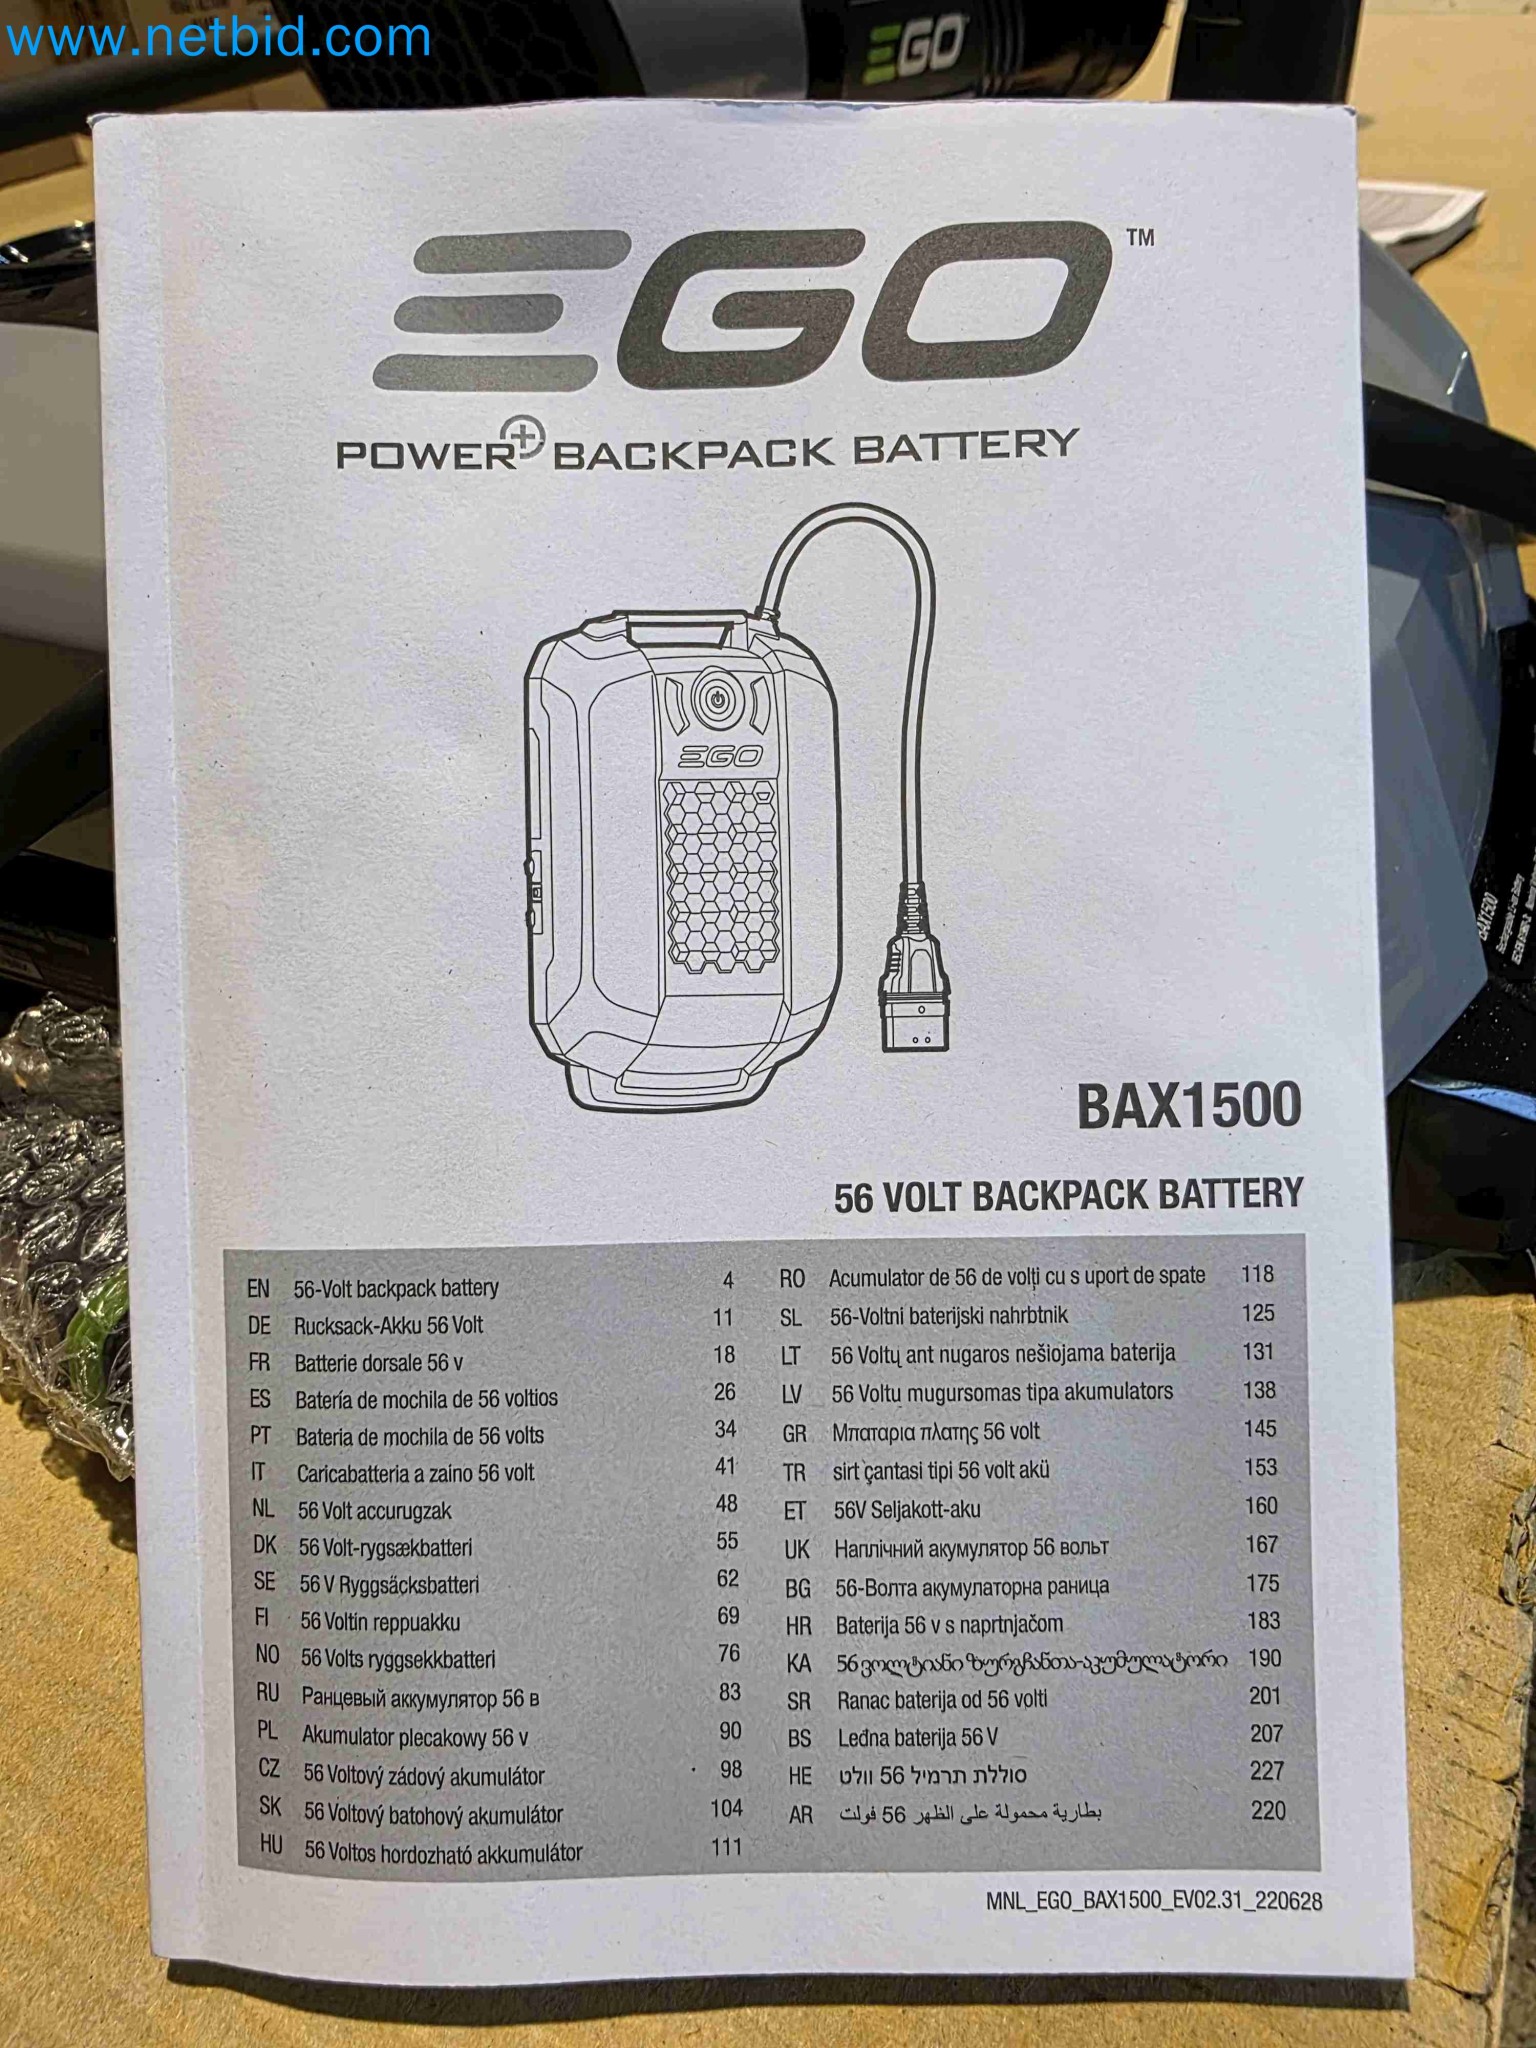 www.netbid.com
EGO
EGO™
POWER+ BACKPACK BATTERY
EGO
BAX1500
56 VOLT BACKPACK BATTERY
BAX1500
EN 56-Volt backpack battery 4
DE Rucksack-Akku 56 Volt 11
FR Batterie dorsale 56 v 18
ES Batería de mochila de 56 voltios 26
PT Bateria de mochila de 56 volts 34
IT Caricabatteria a zaino 56 volt 41
NL 56 Volt accurugzak 48
DK 56 Volt-rygsækbatteri 55
SE 56 V Ryggsäcksbatteri 62
FI 56 Voltin reppuakku 69
NO 56 Volts ryggsekkbatteri 76
RU Ранцевый аккумулятор 56 в 83
PL Akumulator plecakowy 56 v 90
CZ 56 Voltový zádový akumulátor 98
SK 56 Voltový batohový akumulátor 104
HU 56 Voltos hordozható akkumulátor 111
RO Acumulator de 56 de volți cu s uport de spate 118
SL 56-Voltni baterijski nahrbtnik 125
LT 56 Voltų ant nugaros nešiojama baterija 131
LV 56 Voltu mugursomas tipa akumulators 138
GR Μπαταρια πλατης 56 volt 145
TR sirt çantasi tipi 56 volt akü 153
ET 56V Seljakott-aku 160
UK Наплічний акумулятор 56 вольт 167
BG 56-Волта акумулаторна раница 175
HR Baterija 56 v s naprtnjačom 183
KA 56 ვოლტიანი ზურგჩანთა-აკუმულატორი 190
SR Ranac baterija od 56 volti 201
BS Leđna baterija 56 V 207
HE סוללת תרמיל 56 וולט 227
AR بطارية محمولة على الظهر 56 فولت 220
MNL_EGO_BAX1500_EV02.31_220628